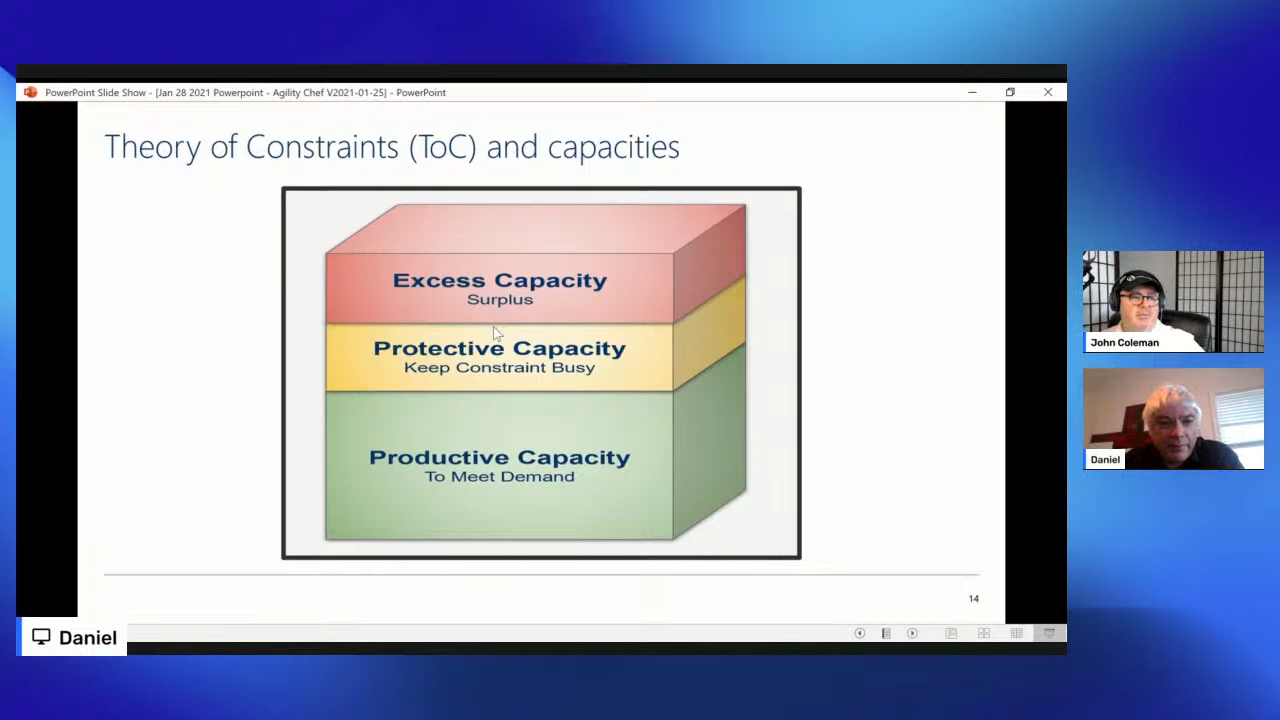 PowerPoint Slide Show - [Jan 28 2021 Powerpoint - Agility Chef V2021-01-25] - PowerPoint
Theory of Constraints (ToC) and capacities
Excess Capacity
Surplus
Protective Capacity
Keep Constraint Busy
Productive Capacity
To Meet Demand
14
Daniel
John Coleman
Daniel